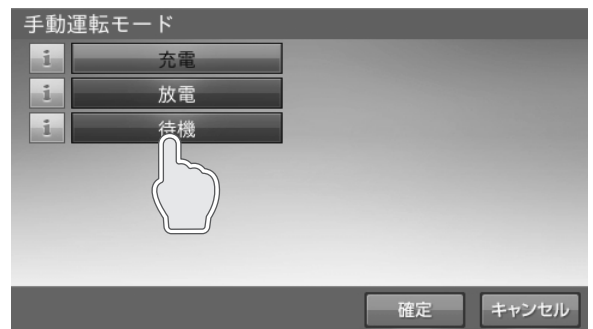 手動運転モード
i 充電
i 放電
i 待機
確定 キャンセル